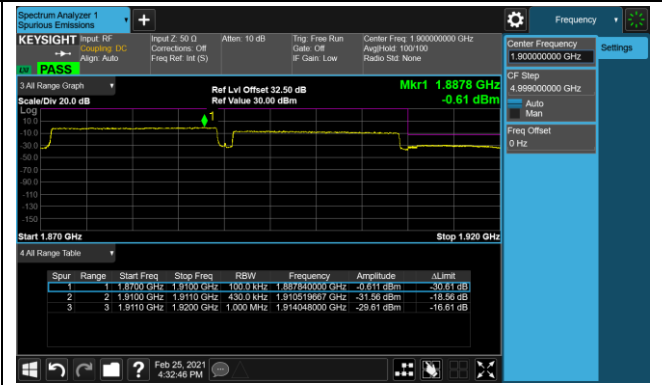 Spectrum Analyzer 1
Spurious Emissions
+
Frequency
KEYSIGHT Input: RF
Coupling: DC
Align: Auto
Input Z: 50 Ω
Corrections: Off
Freq Ref: Int (S)
Atten: 10 dB
Trig: Free Run
Gate: Off
IF Gain: Low
Center Freq: 1.900000000 GHz
Avg|Hold: 100/100
Radio Std: None
PASS
Center Frequency
1.900000000 GHz
Settings
CF Step
4.999000000 GHz
Auto
Man
Freq Offset
0 Hz
3 All Range Graph
Scale/Div 20.0 dB
Ref Lvl Offset 32.50 dB
Ref Value 30.00 dBm
Mkr1 1.8878 GHz
-0.61 dBm
Log
10.0
-10.0
-30.0
-50.0
-70.0
-90.0
-110
-130
-150
1
Start 1.870 GHz
Stop 1.920 GHz
4 All Range Table
Spur Range Start Freq Stop Freq RBW Frequency Amplitude ΔLimit
1 1 1.8700 GHz 1.9100 GHz 100.0 kHz 1.887840000 GHz -0.611 dBm -30.61 dB
2 2 1.9100 GHz 1.9110 GHz 430.0 kHz 1.910519667 GHz -31.56 dBm -18.56 dB
3 3 1.9110 GHz 1.9200 GHz 1.000 MHz 1.914048000 GHz -29.61 dBm -16.61 dB
?
Feb 25, 2021
4:32:46 PM